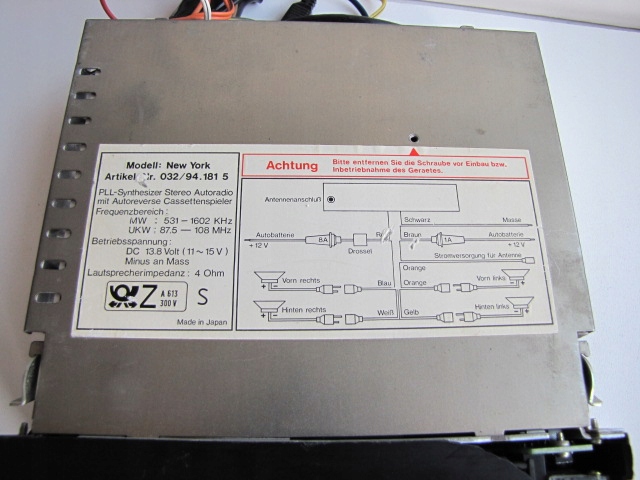 Modell: New York
Artikel Nr. 032/94.181 5
PLL-Synthesizer Stereo Autoradio
mit Autoreverse Cassettenspieler
Frequenzbereich:
MW : 531-1602 KHz
UKW : 87.5 - 108 MHz
Betriebsspannung:
DC 13.8 Volt (11~15 V)
Minus an Mass
Lautsprecherimpedanz: 4 Ohm
Z A 613
300 V
S
Made in Japan
Achtung
Bitte entfernen Sie die Schraube vor Einbau bzw.
Inbetriebnahme des Geraetes.
Antennenanschluß
Schwarz Masse
Autobatterie
+ 12 V
8A
Drossel
Braun
1A
Autobatterie
+ 12V
Stromversorgung für Antenne
Orange
Vorn rechts
Blau
Orange
Vorn links
Hinten rechts
Weiß
Gelb
Hinten links
+ -
+ -
+ -
+ -